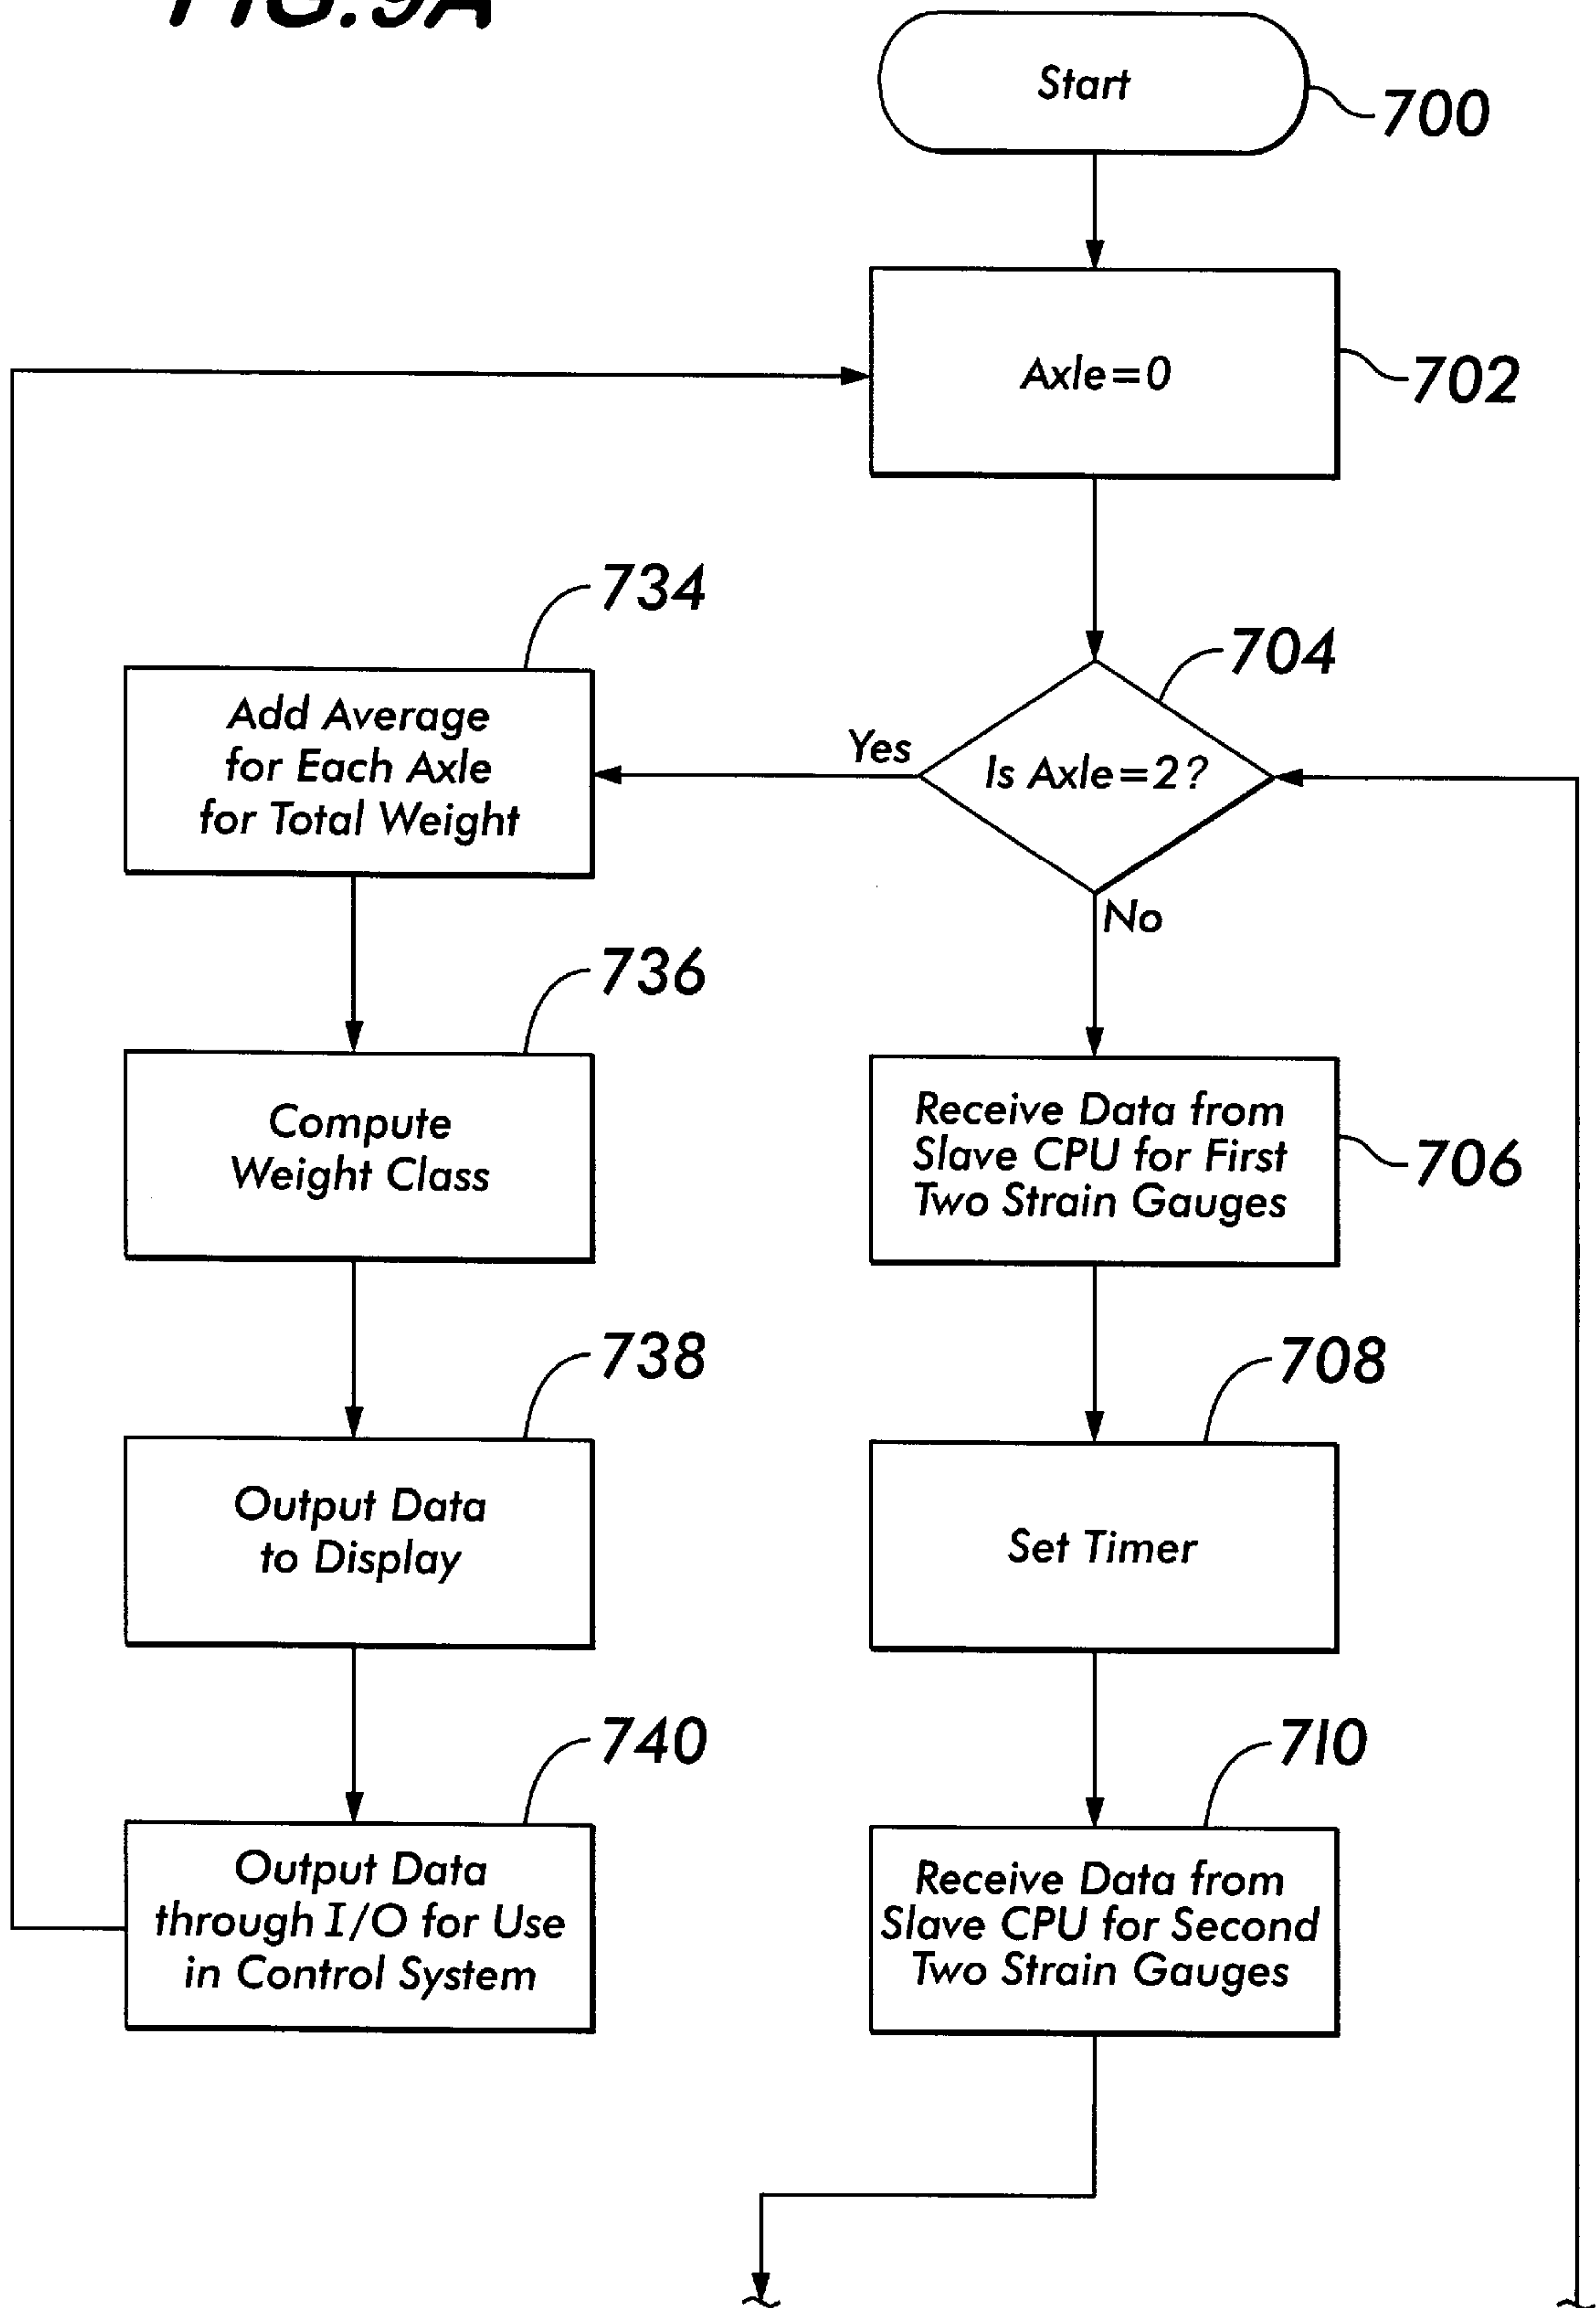 FIG.9A
Start
700
Axle=0
702
734
704
Add Average
for Each Axle
for Total Weight
Yes
Is Axle=2?
No
736
Compute
Weight Class
Receive Data from
Slave CPU for First
Two Strain Gauges
706
738
708
Output Data
to Display
Set Timer
740
710
Output Data
through I/O for Use
in Control System
Receive Data from
Slave CPU for Second
Two Strain Gauges